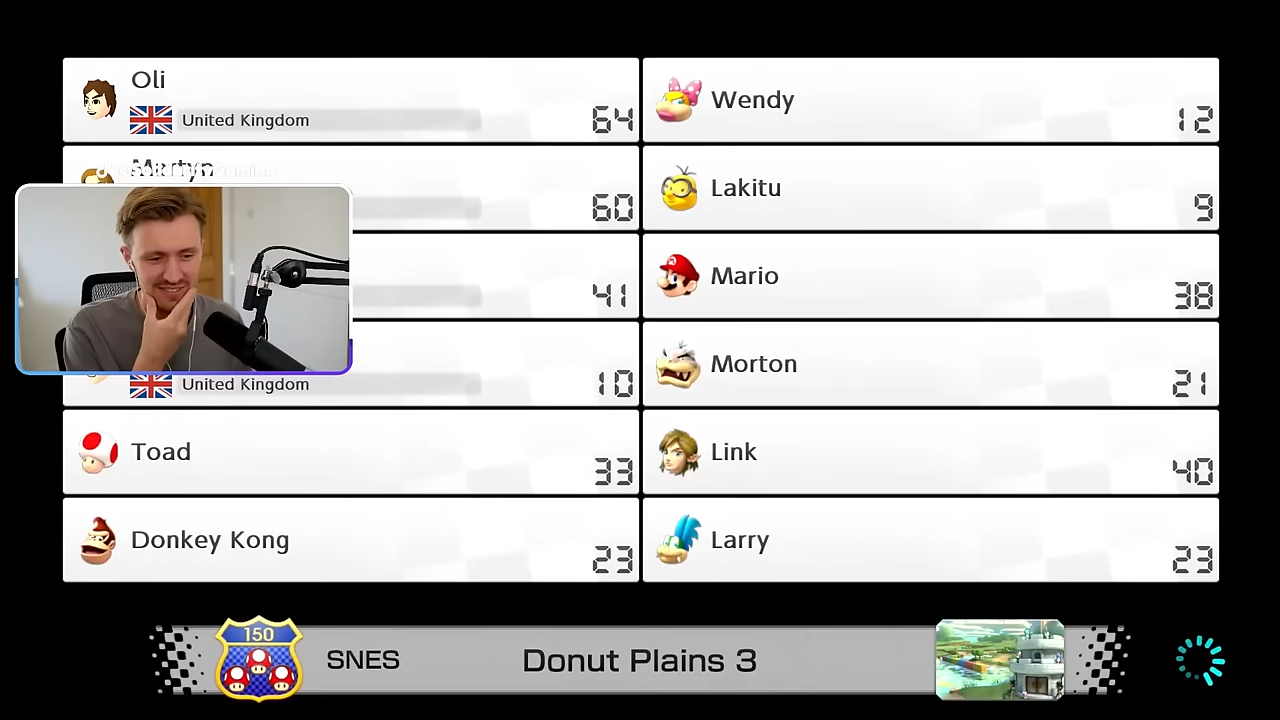 Oli
United Kingdom
64
Martyn
60
41
United Kingdom
10
Toad
33
Donkey Kong
23
Wendy
12
Lakitu
9
Mario
38
Morton
21
Link
40
Larry
23
150
SNES
Donut Plains 3